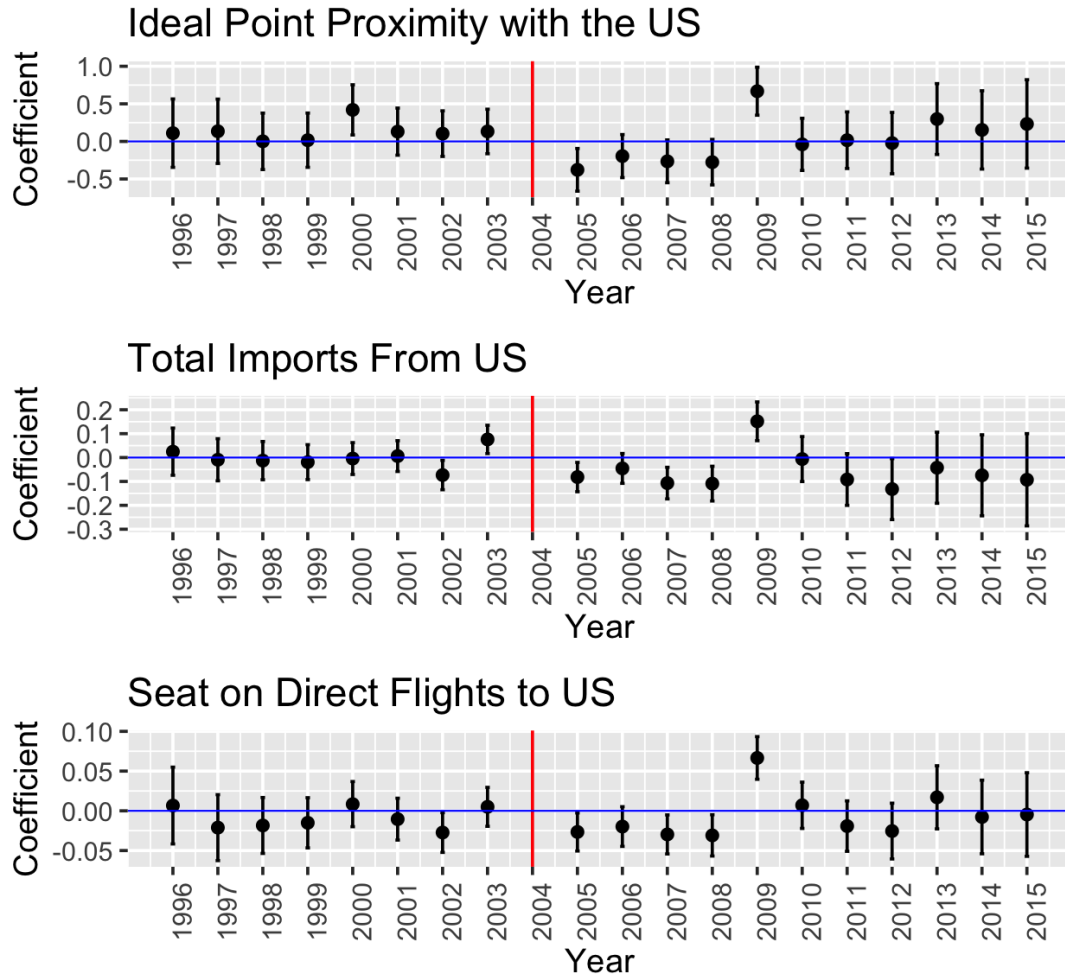 Ideal Point Proximity with the US
Coefficient
1.0
0.5
0.0
-0.5
1996 1997 1998 1999 2000 2001 2002 2003 2004 2005 2006 2007 2008 2009 2010 2011 2012 2013 2014 2015
Year
Total Imports From US
Coefficient
0.2
0.1
0.0
-0.1
-0.2
-0.3
1996 1997 1998 1999 2000 2001 2002 2003 2004 2005 2006 2007 2008 2009 2010 2011 2012 2013 2014 2015
Year
Seat on Direct Flights to US
Coefficient
0.10
0.05
0.00
-0.05
1996 1997 1998 1999 2000 2001 2002 2003 2004 2005 2006 2007 2008 2009 2010 2011 2012 2013 2014 2015
Year